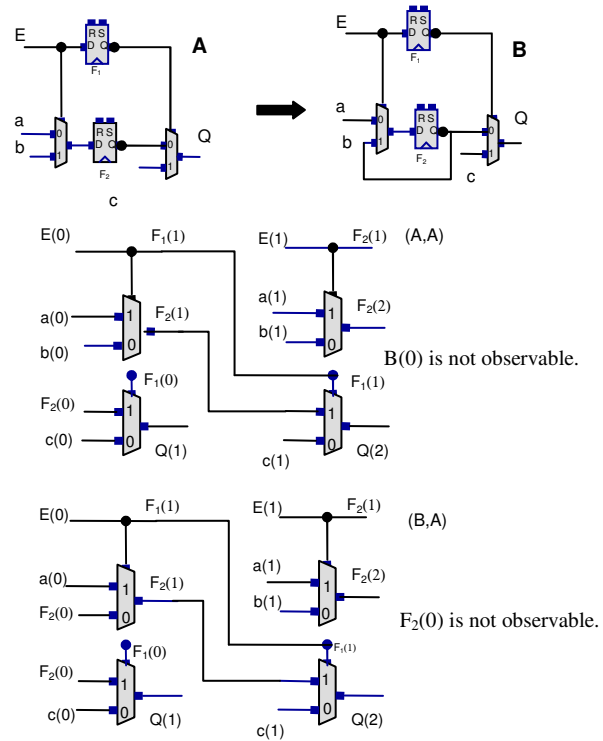 E
R S
D Q
F₁
A
a
0
b
1
R S
D Q
F₂
0
1
Q
c
E
R S
D Q
F₁
B
a
0
b
1
R S
D Q
F₂
0
1
Q
c
E(0)
F₁(1)
E(1)
F₂(1)
(A,A)
a(0)
1
F₂(1)
b(0)
0
a(1)
1
F₂(2)
b(1)
0
B(0) is not observable.
F₁(0)
F₁(1)
F₂(0)
1
c(0)
0
Q(1)
1
0
c(1)
Q(2)
E(0)
F₁(1)
E(1)
F₂(1)
(B,A)
a(0)
1
F₂(1)
F₂(0)
0
a(1)
1
F₂(2)
b(1)
0
F₂(0) is not observable.
F₁(0)
F₁(1)
F₂(0)
1
c(0)
0
Q(1)
1
0
c(1)
Q(2)